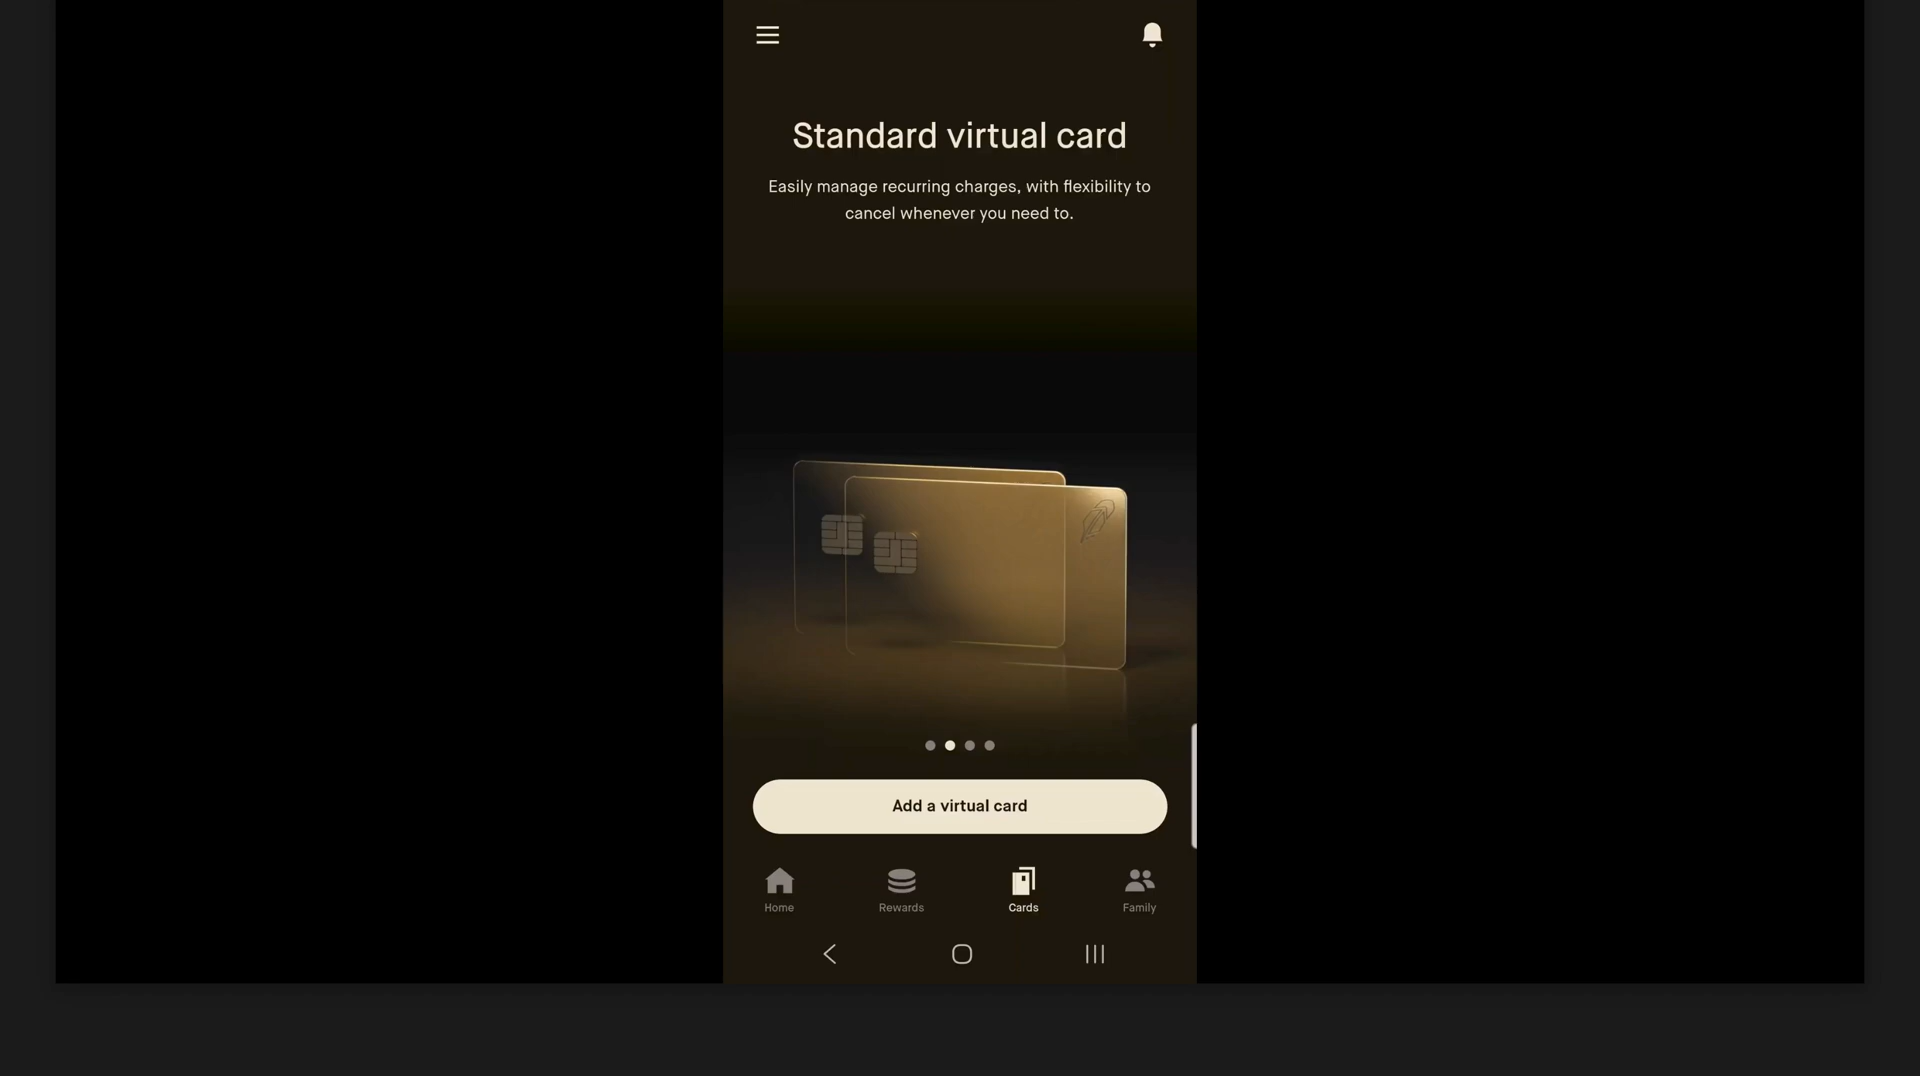 Standard virtual card
Easily manage recurring charges, with flexibility to
cancel whenever you need to.
Add a virtual card
Home
Rewards
Cards
Family